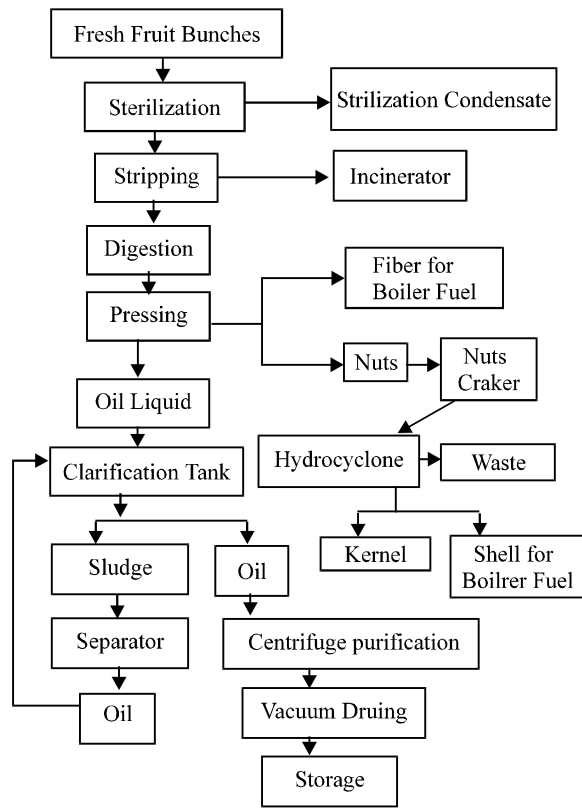 Fresh Fruit Bunches
Sterilization
Strilization Condensate
Stripping
Incinerator
Digestion
Fiber for
Boiler Fuel
Pressing
Nuts
Nuts
Craker
Oil Liquid
Clarification Tank
Hydrocyclone
Waste
Sludge
Oil
Kernel
Shell for
Boilrer Fuel
Separator
Centrifuge purification
Oil
Vacuum Druing
Storage